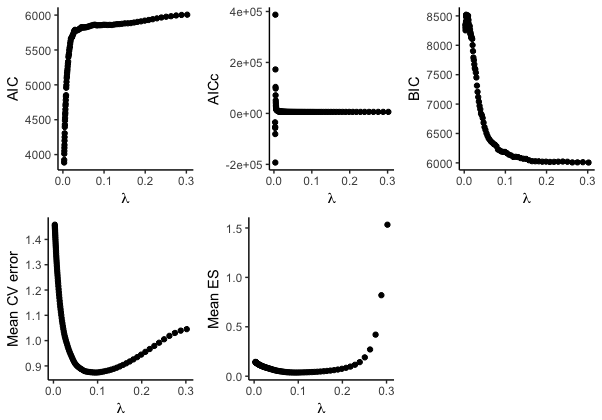 AIC
6000
5500
5000
4500
4000
0.0 0.1 0.2 0.3
λ
AICc
4e+05
2e+05
0e+00
-2e+05
0.0 0.1 0.2 0.3
λ
BIC
8500
8000
7500
7000
6500
6000
0.0 0.1 0.2 0.3
λ
Mean CV error
1.4
1.3
1.2
1.1
1.0
0.9
0.0 0.1 0.2 0.3
λ
Mean ES
1.5
1.0
0.5
0.0
0.0 0.1 0.2 0.3
λ